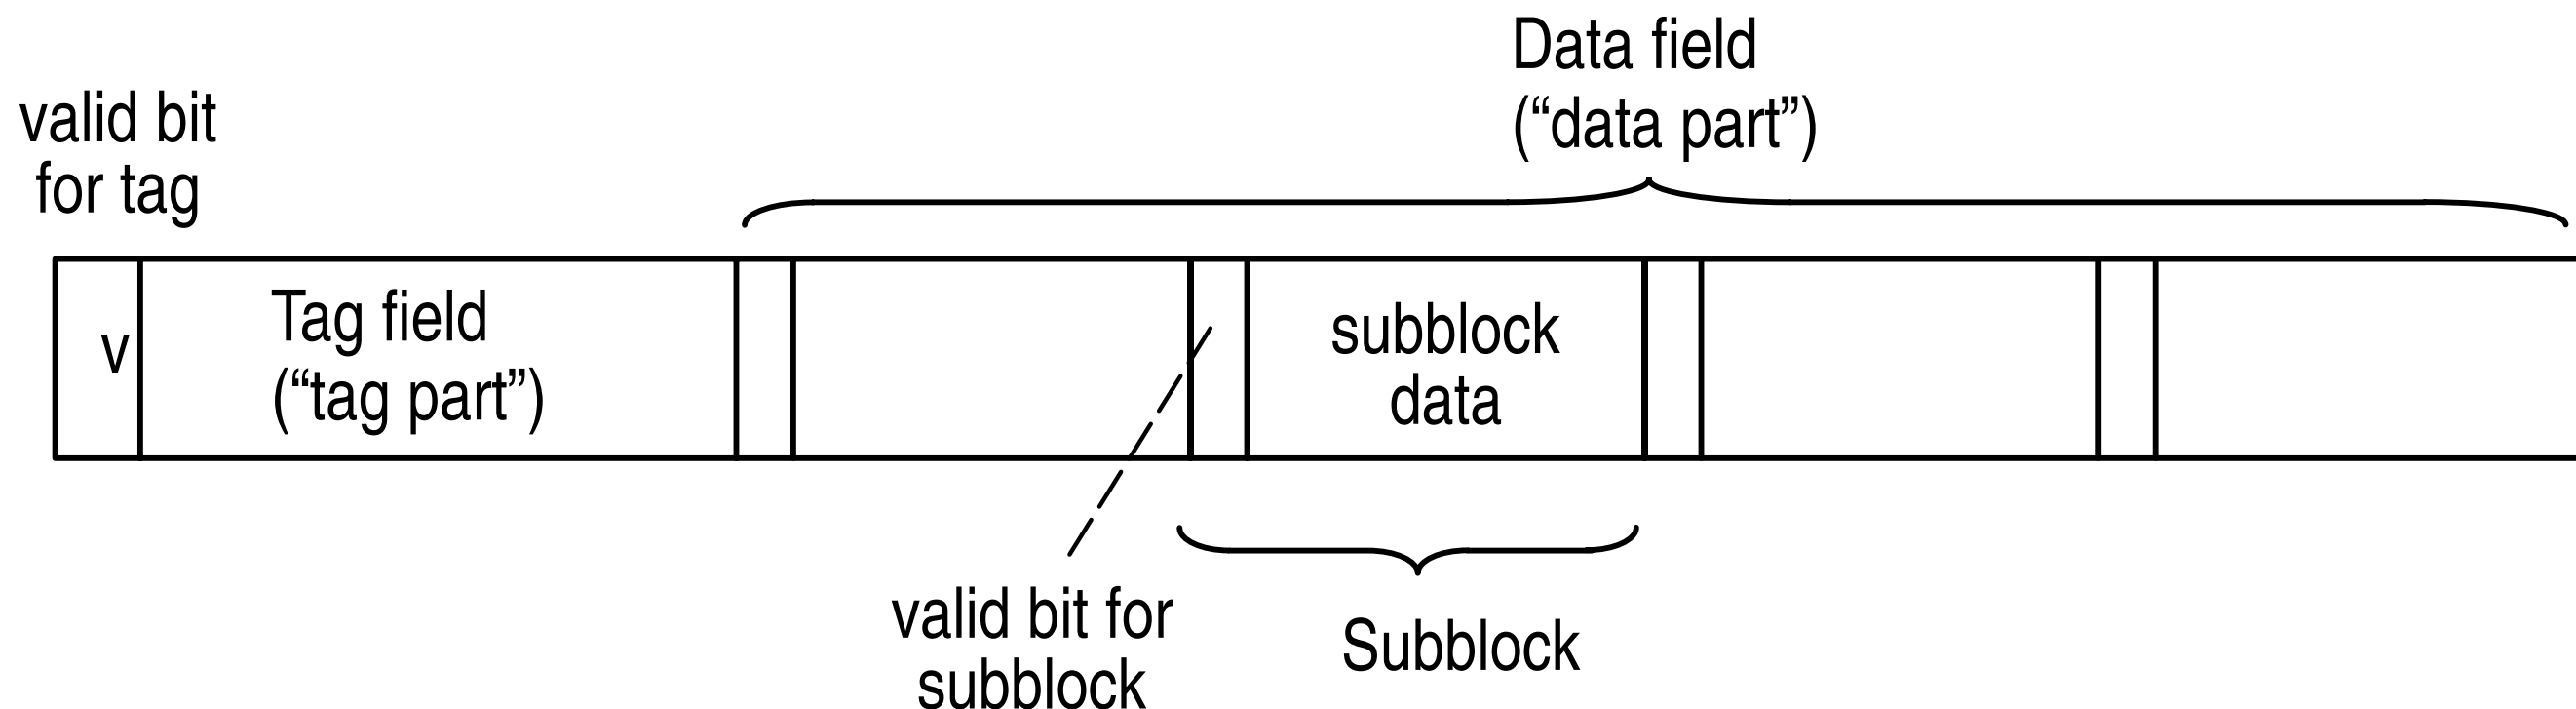 Data field
(“data part”)
valid bit
for tag
v
Tag field
(“tag part”)
subblock
data
valid bit for
subblock
Subblock